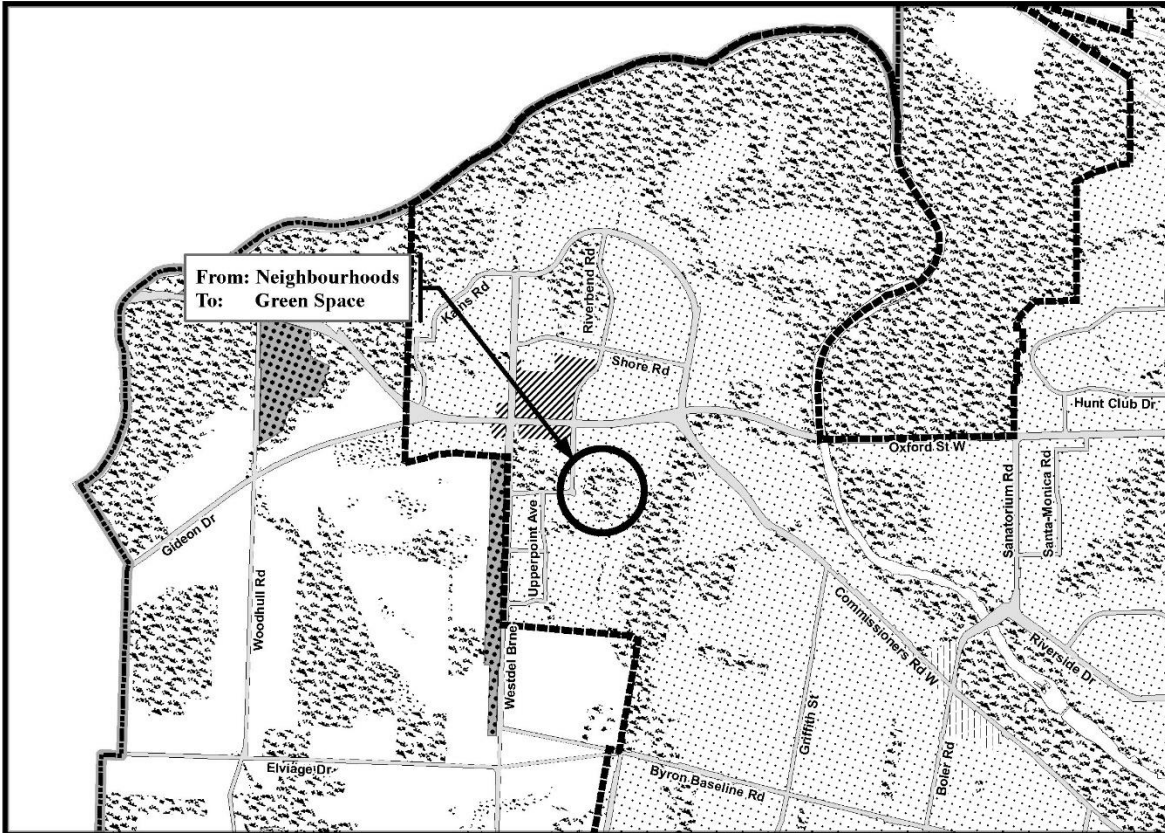 From: Neighbourhoods
To: Green Space
Kains Rd
Riverbend Rd
Shore Rd
Hunt Club Dr
Oxford St W
Gideon Dr
Woodhull Rd
Upperpoint Ave
Sanatorium Rd
Santa-Monica Rd
Westdel Brne
Commissioners Rd W
Riverside Dr
Griffith St
Boler Rd
Elviage Dr
Byron Baseline Rd